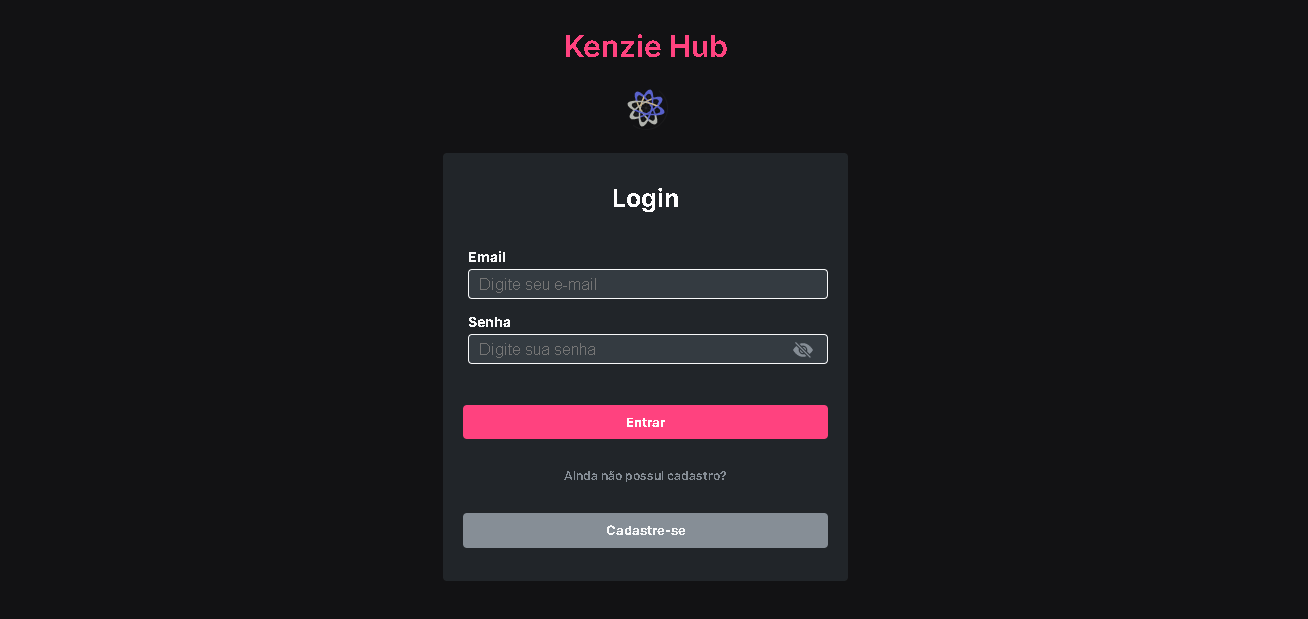 Kenzie Hub
Login
Email
Digite seu e-mail
Senha
Digite sua senha
Entrar
Ainda não possui cadastro?
Cadastre-se